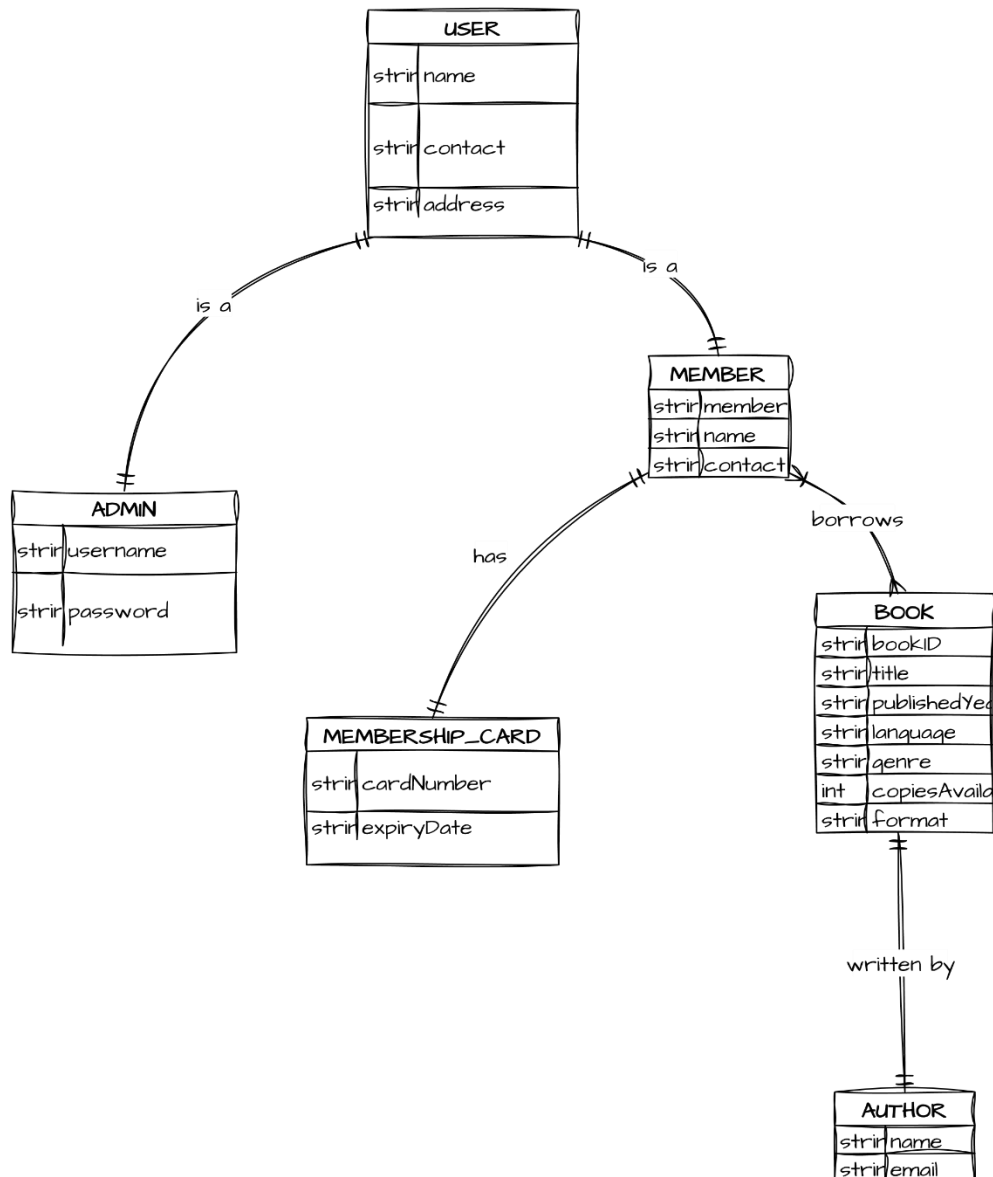 USER
strin name
strin contact
strin address
is a
is a
MEMBER
strin member
strin name
strin contact
ADMIN
strin username
strin password
borrows
has
BOOK
strin bookID
strin title
strin publishedYea
strin language
strin genre
int copiesAvaila
strin format
MEMBERSHIP_CARD
strin cardNumber
strin expiryDate
written by
AUTHOR
strin name
strin email